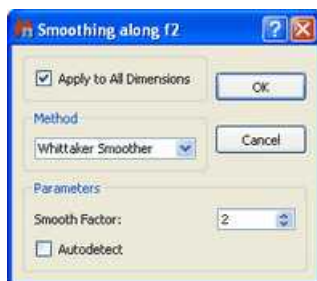 Smoothing along f2
Apply to All Dimensions
OK
Method
Whittaker Smoother
Cancel
Parameters
Smooth Factor: 2
Autodetect